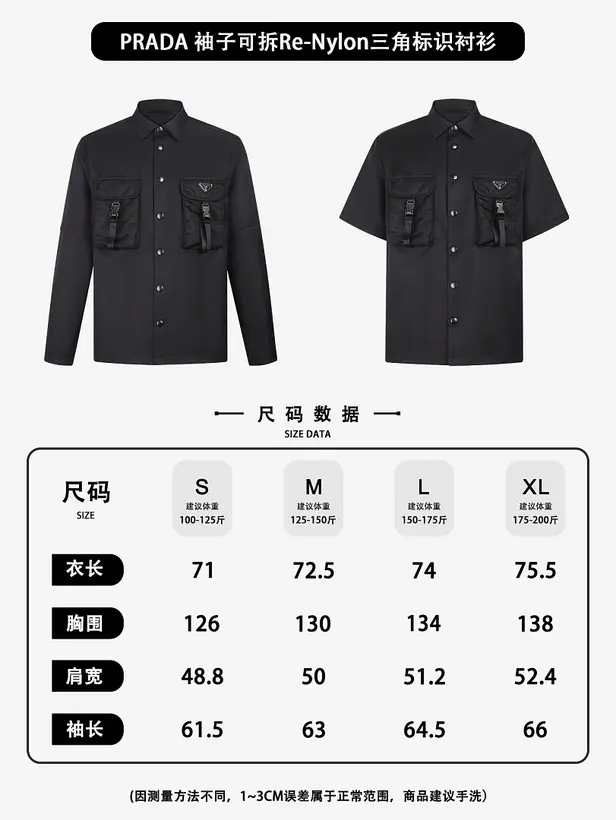 PRADA 袖子可拆Re-Nylon三角标识衬衫
尺码数据
SIZE DATA
尺码 S M L XL
SIZE 建议体重 建议体重 建议体重 建议体重
100-125斤 125-150斤 150-175斤 175-200斤
衣长 71 72.5 74 75.5
胸围 126 130 134 138
肩宽 48.8 50 51.2 52.4
袖长 61.5 63 64.5 66
(因测量方法不同，1~3CM误差属于正常范围，商品建议手洗)